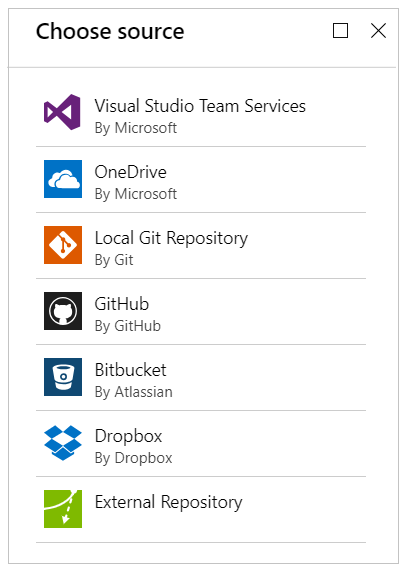 Choose source
Visual Studio Team Services
By Microsoft
OneDrive
By Microsoft
Local Git Repository
By Git
GitHub
By GitHub
Bitbucket
By Atlassian
Dropbox
By Dropbox
External Repository